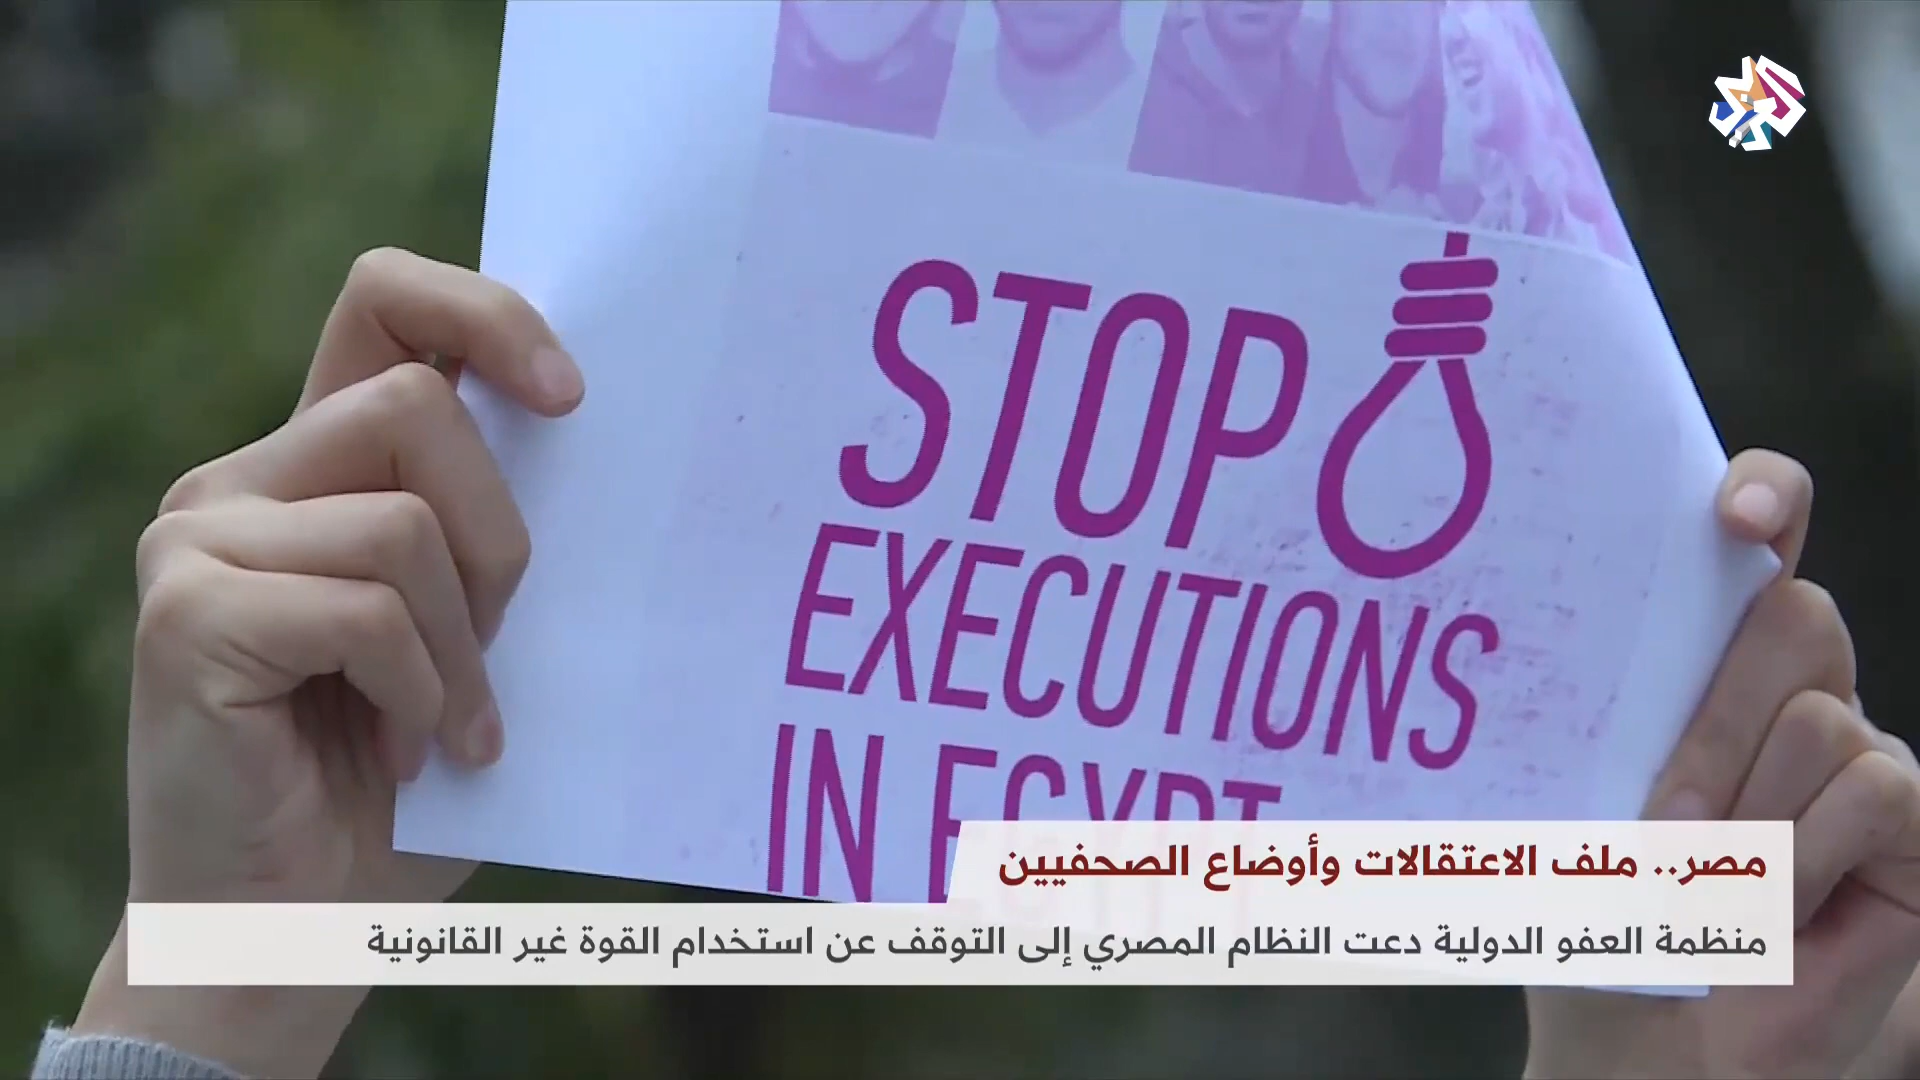 STOP
EXECUTIONS
IN EGYPT
مصر.. ملف الاعتقالات وأوضاع الصحفيين
منظمة العفو الدولية دعت النظام المصري إلى التوقف عن استخدام القوة غير القانونية